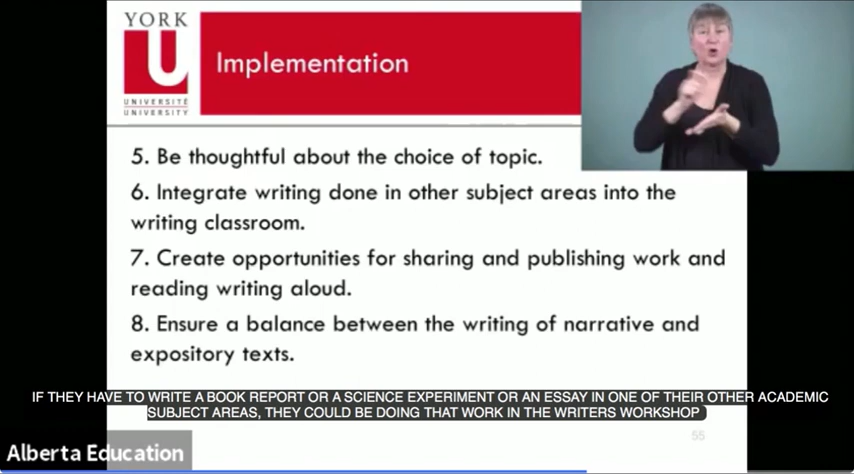 YORK
U
UNIVERSITÉ
UNIVERSITY
Implementation
5. Be thoughtful about the choice of topic.
6. Integrate writing done in other subject areas into the
writing classroom.
7. Create opportunities for sharing and publishing work and
reading writing aloud.
8. Ensure a balance between the writing of narrative and
expository texts.
IF THEY HAVE TO WRITE A BOOK REPORT OR A SCIENCE EXPERIMENT OR AN ESSAY IN ONE OF THEIR OTHER ACADEMIC
SUBJECT AREAS, THEY COULD BE DOING THAT WORK IN THE WRITERS WORKSHOP
55
Alberta Education